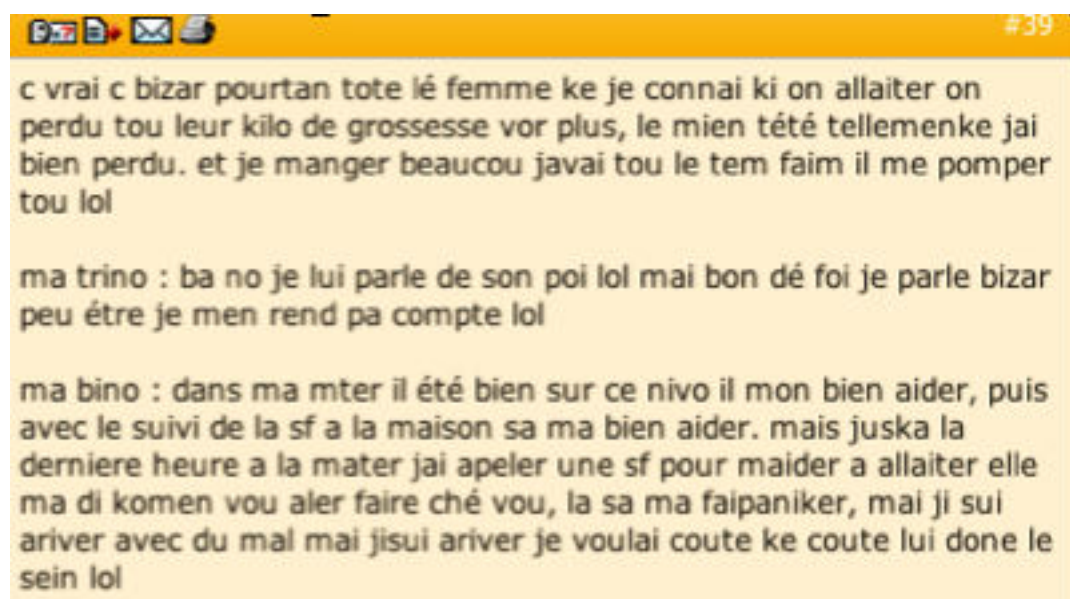 #39
c vrai c bizar pourtan tote lé femme ke je connai ki on allaiter on
perdu tou leur kilo de grossesse vor plus, le mien tété tellemenke jai
bien perdu. et je manger beaucou javai tou le tem faim il me pomper
tou lol
ma trino : ba no je lui parle de son poi lol mai bon dé foi je parle bizar
peu étre je men rend pa compte lol
ma bino : dans ma mter il été bien sur ce nivo il mon bien aider, puis
avec le suivi de la sf a la maison sa ma bien aider. mais juska la
derniere heure a la mater jai apeler une sf pour maider a allaiter elle
ma di komen vou aler faire ché vou, la sa ma faipaniker, mai ji sui
ariver avec du mal mai jisui ariver je voulai coute ke coute lui done le
sein lol